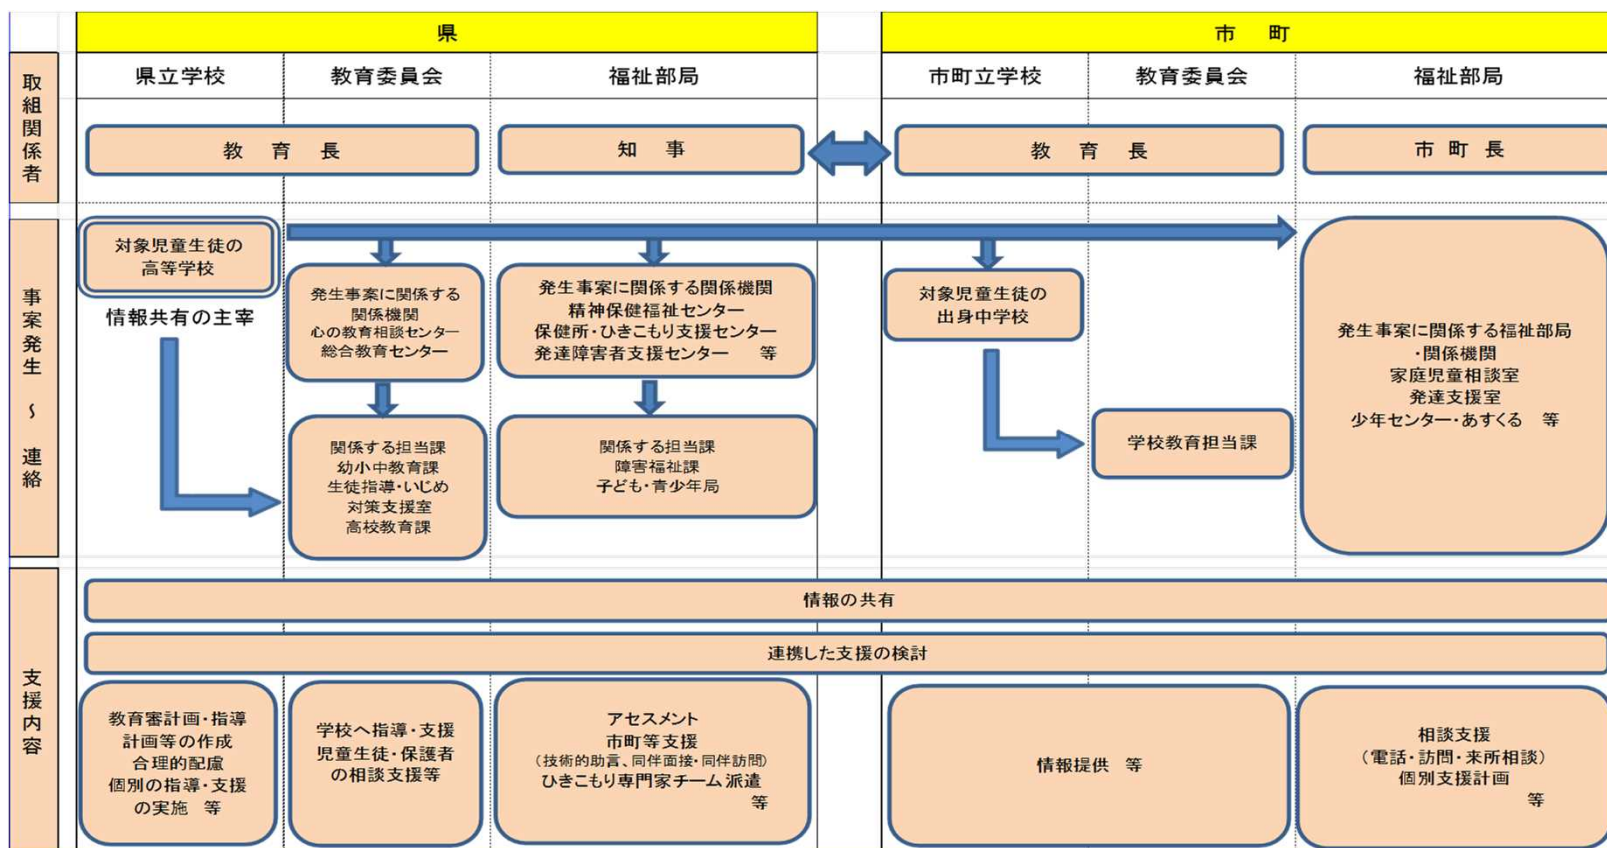 県
市 町
取組関係者
県立学校
教育委員会
福祉部局
市町立学校
教育委員会
福祉部局
教 育 長
知 事
教 育 長
市 町 長
事案発生 ~ 連絡
対象児童生徒の
高等学校
情報共有の主宰
発生事案に関係する
関係機関
心の教育相談センター
総合教育センター
発生事案に関係する関係機関
精神保健福祉センター
保健所・ひきこもり支援センター
発達障害者支援センター 等
対象児童生徒の
出身中学校
発生事案に関係する福祉部局
・関係機関
家庭児童相談室
発達支援室
少年センター・あすくる 等
関係する担当課
幼小中教育課
生徒指導・いじめ
対策支援室
高校教育課
関係する担当課
障害福祉課
子ども・青少年局
学校教育担当課
支援内容
情報の共有
連携した支援の検討
教育審計画・指導
計画等の作成
合理的配慮
個別の指導・支援
の実施 等
学校へ指導・支援
児童生徒・保護者
の相談支援等
アセスメント
市町等支援
(技術的助言、同伴面接・同伴訪問)
ひきこもり専門家チーム派遣
等
情報提供 等
相談支援
(電話・訪問・来所相談)
個別支援計画
等